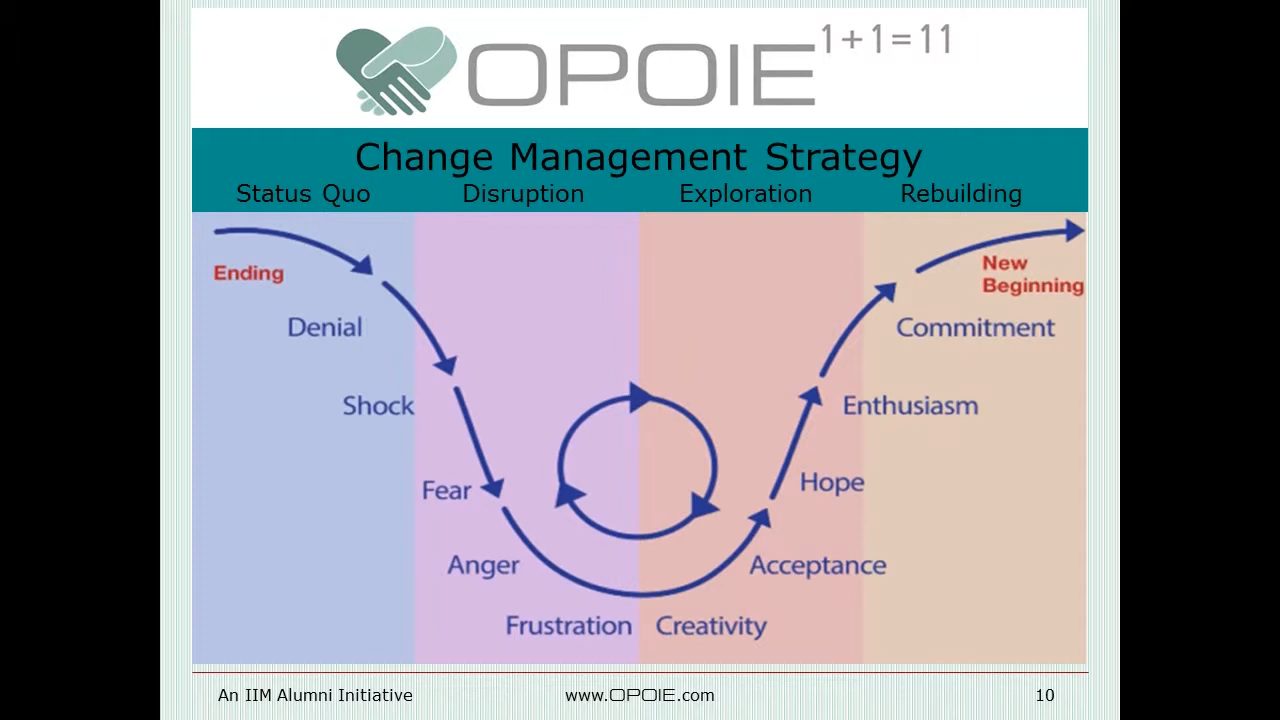 OPOIE 1+1=11
Change Management Strategy
Status Quo Disruption Exploration Rebuilding
Ending
New
Beginning
Denial
Commitment
Shock
Enthusiasm
Fear
Hope
Anger
Acceptance
Frustration Creativity
An IIM Alumni Initiative www.OPOIE.com 10